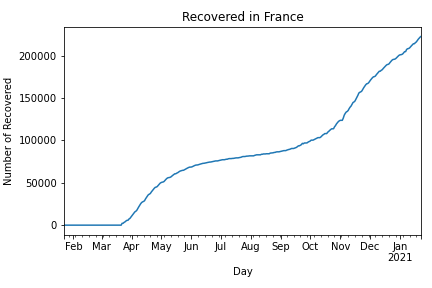 Recovered in France
Number of Recovered
200000
150000
100000
50000
0
Feb Mar Apr May Jun Jul Aug Sep Oct Nov Dec Jan
2021
Day